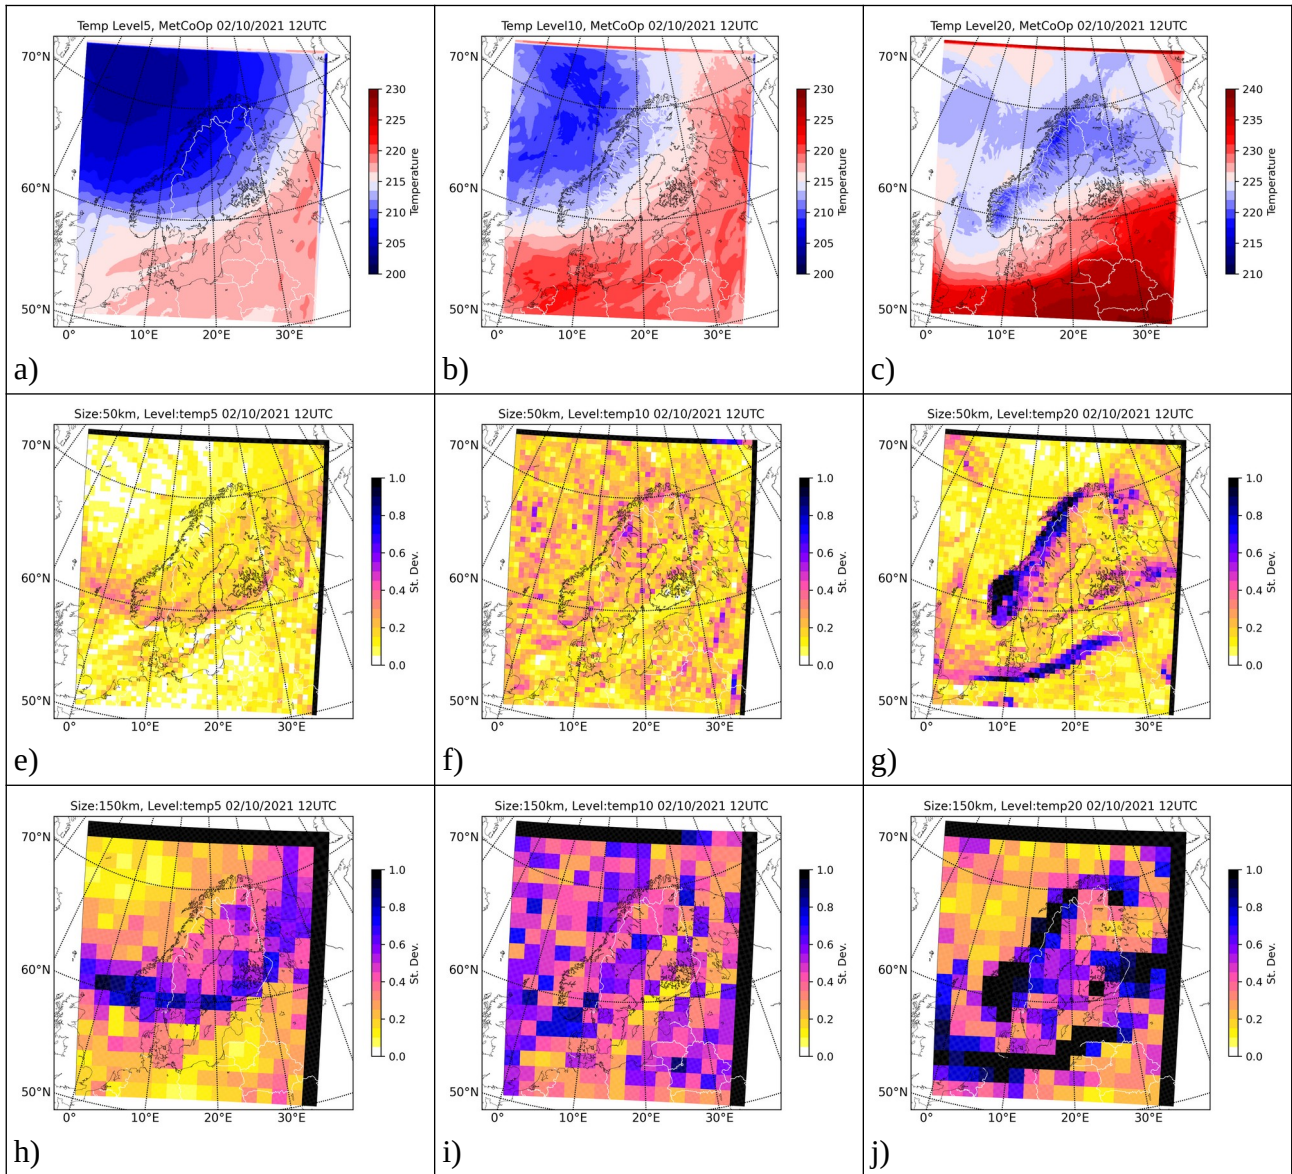 Temp Level5, MetCoOp 02/10/2021 12UTC
70°N
60°N
50°N
0°
10°E
20°E
30°E
230
225
220
215
210
205
200
Temperature
a)
Temp Level10, MetCoOp 02/10/2021 12UTC
70°N
60°N
50°N
0°
10°E
20°E
30°E
230
225
220
215
210
205
200
Temperature
b)
Temp Level20, MetCoOp 02/10/2021 12UTC
70°N
60°N
50°N
0°
10°E
20°E
30°E
240
235
230
225
220
215
210
Temperature
c)
Size:50km, Level:temp5 02/10/2021 12UTC
70°N
60°N
50°N
0°
10°E
20°E
30°E
1.0
0.8
0.6
0.4
0.2
0.0
St. Dev.
e)
Size:50km, Level:temp10 02/10/2021 12UTC
70°N
60°N
50°N
0°
10°E
20°E
30°E
1.0
0.8
0.6
0.4
0.2
0.0
St. Dev.
f)
Size:50km, Level:temp20 02/10/2021 12UTC
70°N
60°N
50°N
0°
10°E
20°E
30°E
1.0
0.8
0.6
0.4
0.2
0.0
St. Dev.
g)
Size:150km, Level:temp5 02/10/2021 12UTC
70°N
60°N
50°N
0°
10°E
20°E
30°E
1.0
0.8
0.6
0.4
0.2
0.0
St. Dev.
h)
Size:150km, Level:temp10 02/10/2021 12UTC
70°N
60°N
50°N
0°
10°E
20°E
30°E
1.0
0.8
0.6
0.4
0.2
0.0
St. Dev.
i)
Size:150km, Level:temp20 02/10/2021 12UTC
70°N
60°N
50°N
0°
10°E
20°E
30°E
1.0
0.8
0.6
0.4
0.2
0.0
St. Dev.
j)